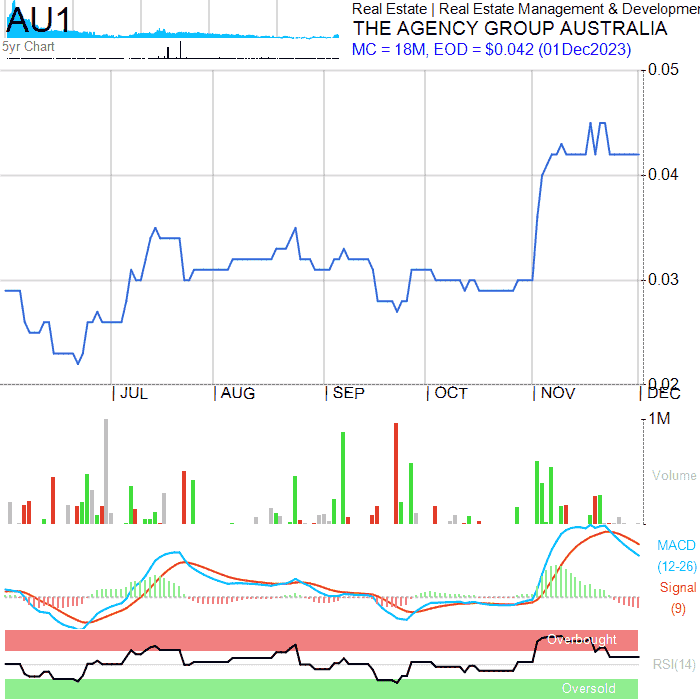 AU1
Real Estate | Real Estate Management & Developmen
THE AGENCY GROUP AUSTRALIA
MC = 18M, EOD = $0.042 (01Dec2023)
5yr Chart
0.05
0.04
0.03
0.02
JUL AUG SEP OCT NOV DEC
1M
Volume
MACD
(12-26)
Signal
(9)
Overbought
RSI(14)
Oversold